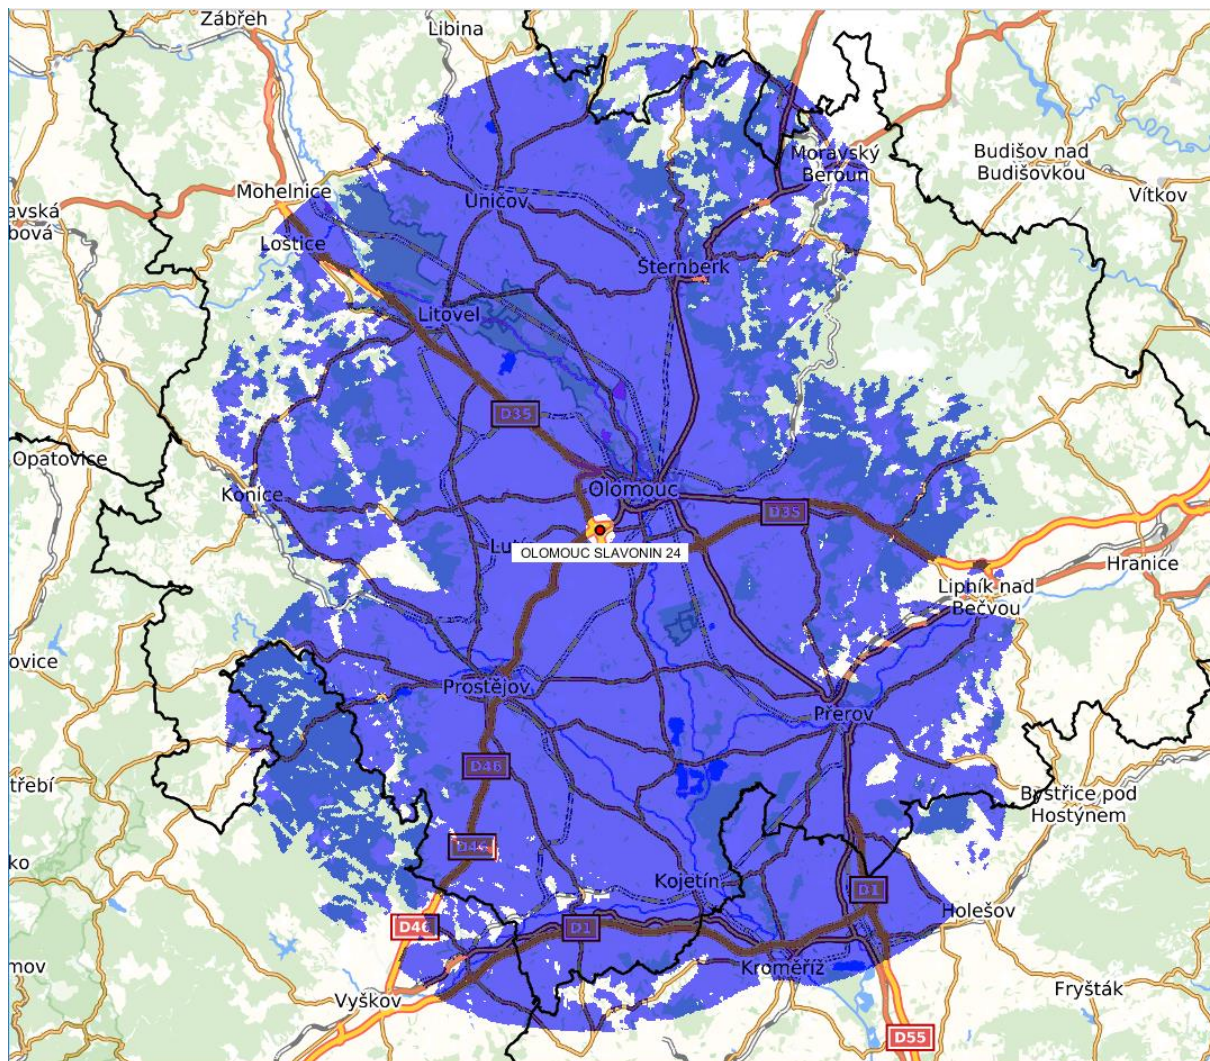 Zábřeh
Libina
Moravský
Beroun
Budišov nad
Budišovkou
Vítkov
Mohelnice
avská
bová
Uničov
Loštice
Šternberk
Litovel
D35
Opatovice
Konice
Olomouc
D35
Lutín
OLOMOUC SLAVONIN 24
Hranice
Lipník nad
Bečvou
ovice
Prostějov
Přerov
D46
třebí
Bystřice pod
Hostýnem
D46
ko
Kojetín
D1
Holešov
D46
D1
mov
Kroměříž
Vyškov
Fryšták
D55